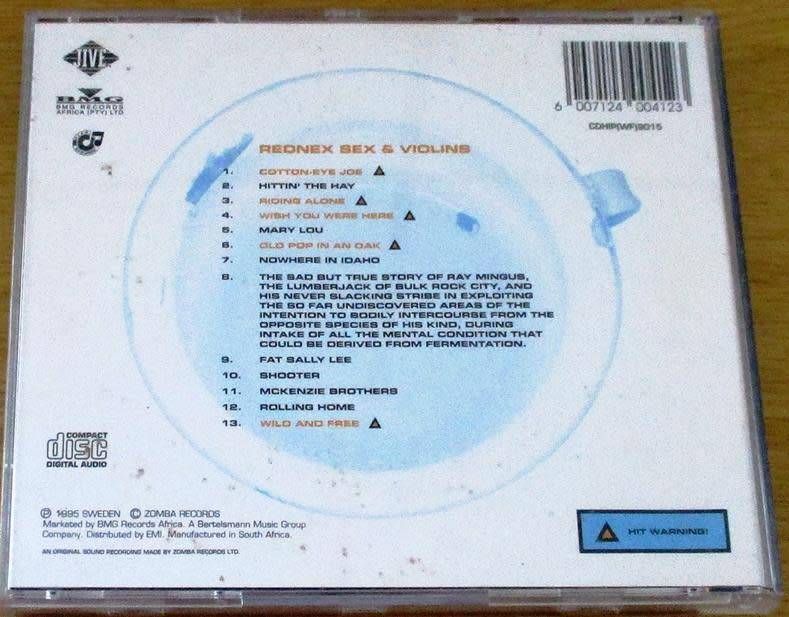 JIVE
BMG
BMG RECORDS
AFRICA (PTY) LTD
6 007124 004123
CDHIP(WF)9015
REDNEX SEX & VIOLINS
1. COTTON-EYE JOE
2. HITTIN' THE HAY
3. RIDING ALONE
4. WISH YOU WERE HERE
5. MARY LOU
6. OLD POP IN AN OAK
7. NOWHERE IN IDAHO
8. THE SAD BUT TRUE STORY OF RAY MINGUS,
THE LUMBERJACK OF BULK ROCK CITY, AND
HIS NEVER SLACKING STRIBE IN EXPLOITING
THE SO FAR UNDISCOVERED AREAS OF THE
INTENTION TO BODILY INTERCOURSE FROM THE
OPPOSITE SPECIES OF HIS KIND, DURING
INTAKE OF ALL THE MENTAL CONDITION THAT
COULD BE DERIVED FROM FERMENTATION.
9. FAT SALLY LEE
10. SHOOTER
11. MCKENZIE BROTHERS
12. ROLLING HOME
13. WILD AND FREE
COMPACT
disc
DIGITAL AUDIO
℗ 1995 SWEDEN © ZOMBA RECORDS
Marketed by BMG Records Africa. A Bertelsmann Music Group
Company. Distributed by EMI. Manufactured in South Africa.
AN ORIGINAL SOUND RECORDING MADE BY ZOMBA RECORDS LTD.
HIT WARNING!